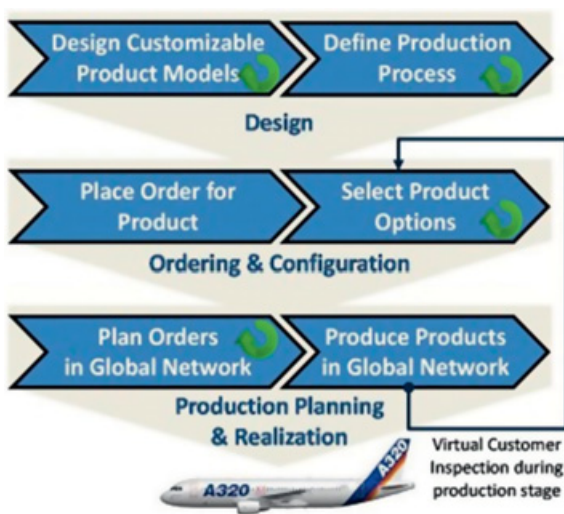 Design Customizable
Product Models
Define Production
Process
Design
Place Order for
Product
Select Product
Options
Ordering & Configuration
Plan Orders
in Global Network
Produce Products
in Global Network
Production Planning
& Realization
Virtual Customer
Inspection during
production stage
A320
A320